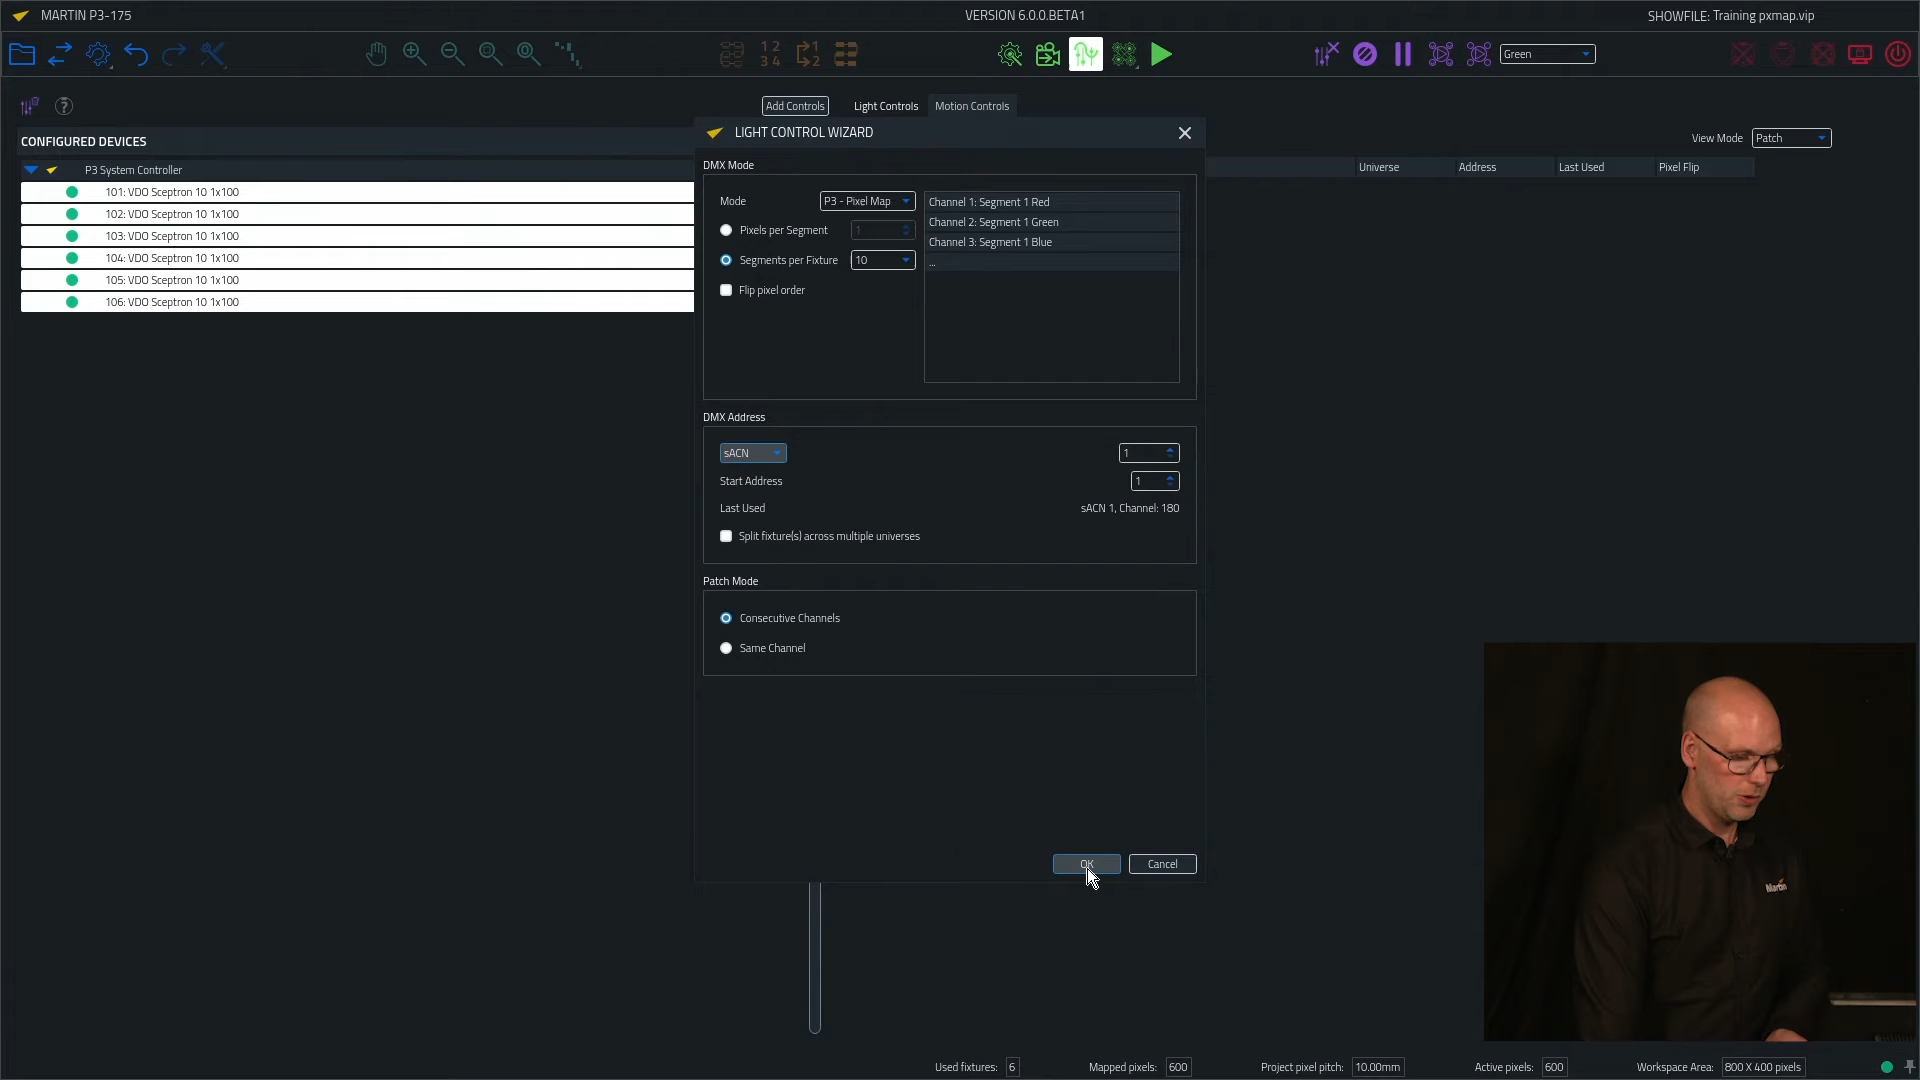 MARTIN P3-175
VERSION 6.0.0.BETA1
SHOWFILE: Training pxmap.vip
1 2
3 4
1
2
Green
Add Controls
Light Controls
Motion Controls
LIGHT CONTROL WIZARD
CONFIGURED DEVICES
View Mode
Patch
P3 System Controller
Universe
Address
Last Used
Pixel Flip
101: VDO Sceptron 10 1x100
102: VDO Sceptron 10 1x100
103: VDO Sceptron 10 1x100
104: VDO Sceptron 10 1x100
105: VDO Sceptron 10 1x100
106: VDO Sceptron 10 1x100
DMX Mode
Mode
P3 - Pixel Map
Pixels per Segment
1
Segments per Fixture
10
Flip pixel order
Channel 1: Segment 1 Red
Channel 2: Segment 1 Green
Channel 3: Segment 1 Blue
...
DMX Address
sACN
1
Start Address
1
Last Used
sACN 1, Channel: 180
Split fixture(s) across multiple universes
Patch Mode
Consecutive Channels
Same Channel
OK
Cancel
Martin
Used fixtures: 6
Mapped pixels: 600
Project pixel pitch: 10.00mm
Active pixels: 600
Workspace Area: 800 X 400 pixels